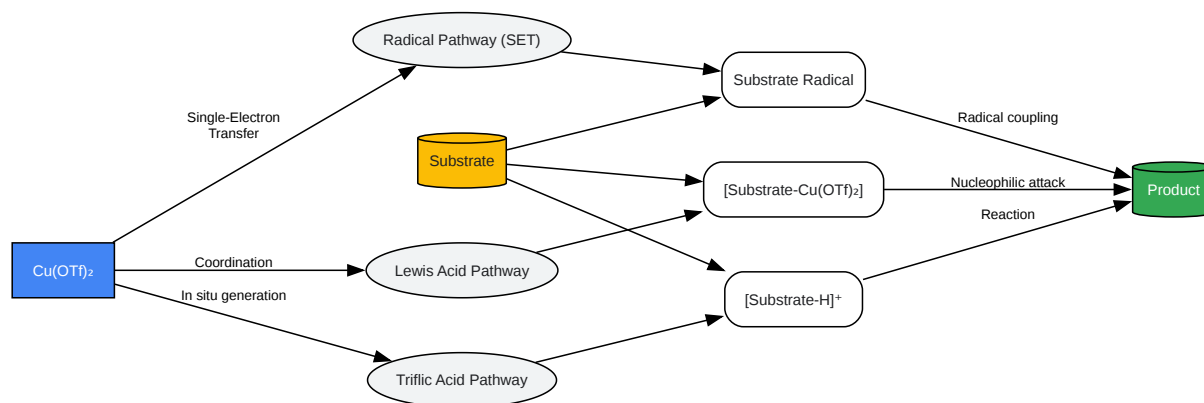 Radical Pathway (SET)
Substrate Radical
Single-Electron
Transfer
Radical coupling
Substrate
[Substrate-Cu(OTf)₂]
Nucleophilic attack
Product
Reaction
Cu(OTf)₂
Coordination
Lewis Acid Pathway
In situ generation
[Substrate-H]⁺
Triflic Acid Pathway